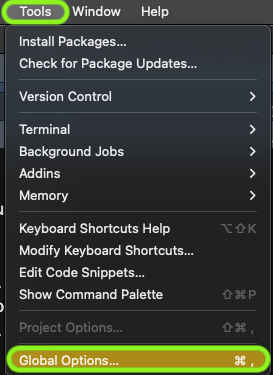 Tools Window Help
Install Packages...
Check for Package Updates...
Version Control >
Terminal >
Background Jobs >
Addins >
Memory >
Keyboard Shortcuts Help ⌥⇧K
Modify Keyboard Shortcuts...
Edit Code Snippets...
Show Command Palette ⇧⌘P
Project Options... ⇧⌘,
Global Options... ⌘,